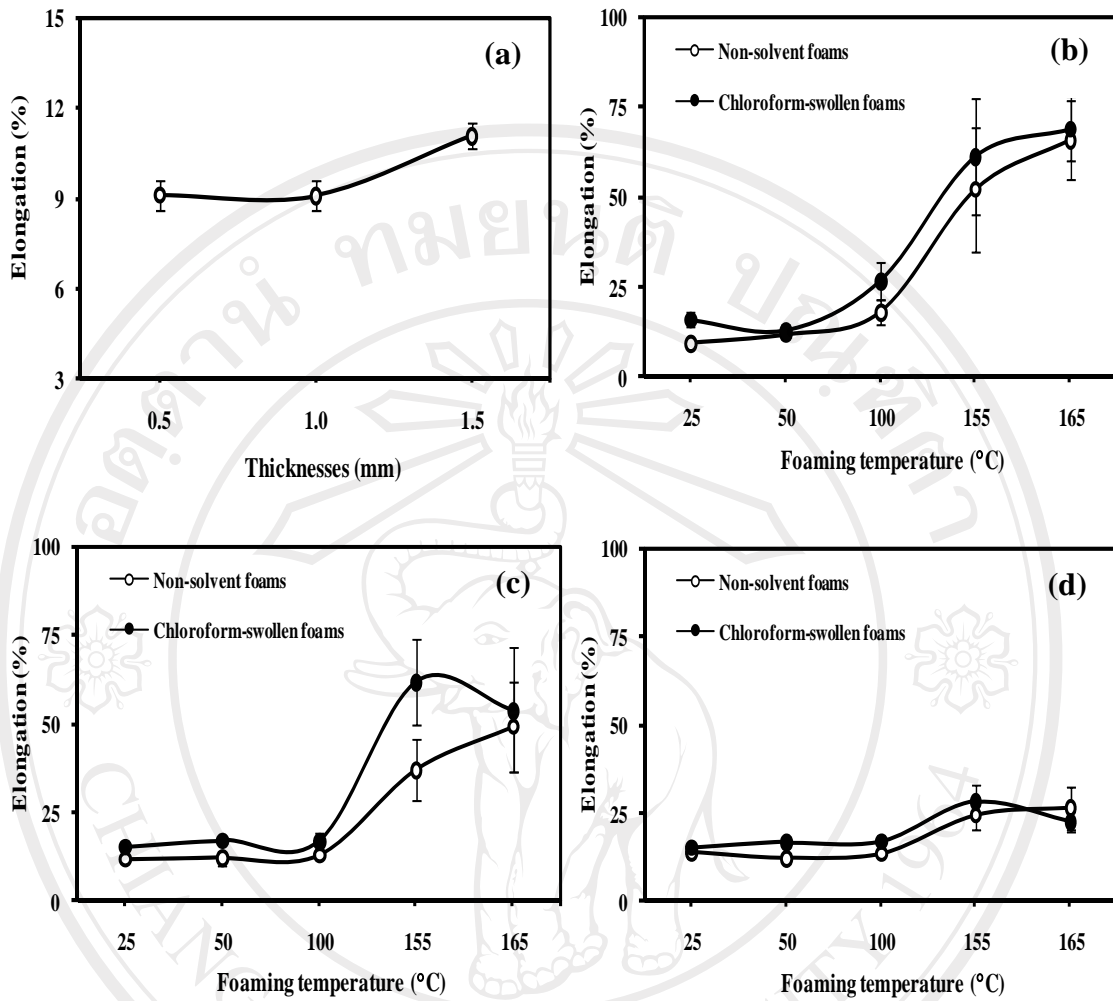 15
12
9
6
3
Elongation (%)
(a)
0.5 1.0 1.5
Thicknesses (mm)
100
75
50
25
0
Elongation (%)
(b)
Non-solvent foams
Chloroform-swollen foams
25 50 100 155 165
Foaming temperature (°C)
100
75
50
25
0
Elongation (%)
(c)
Non-solvent foams
Chloroform-swollen foams
25 50 100 155 165
Foaming temperature (°C)
100
75
50
25
0
Elongation (%)
(d)
Non-solvent foams
Chloroform-swollen foams
25 50 100 155 165
Foaming temperature (°C)
1964